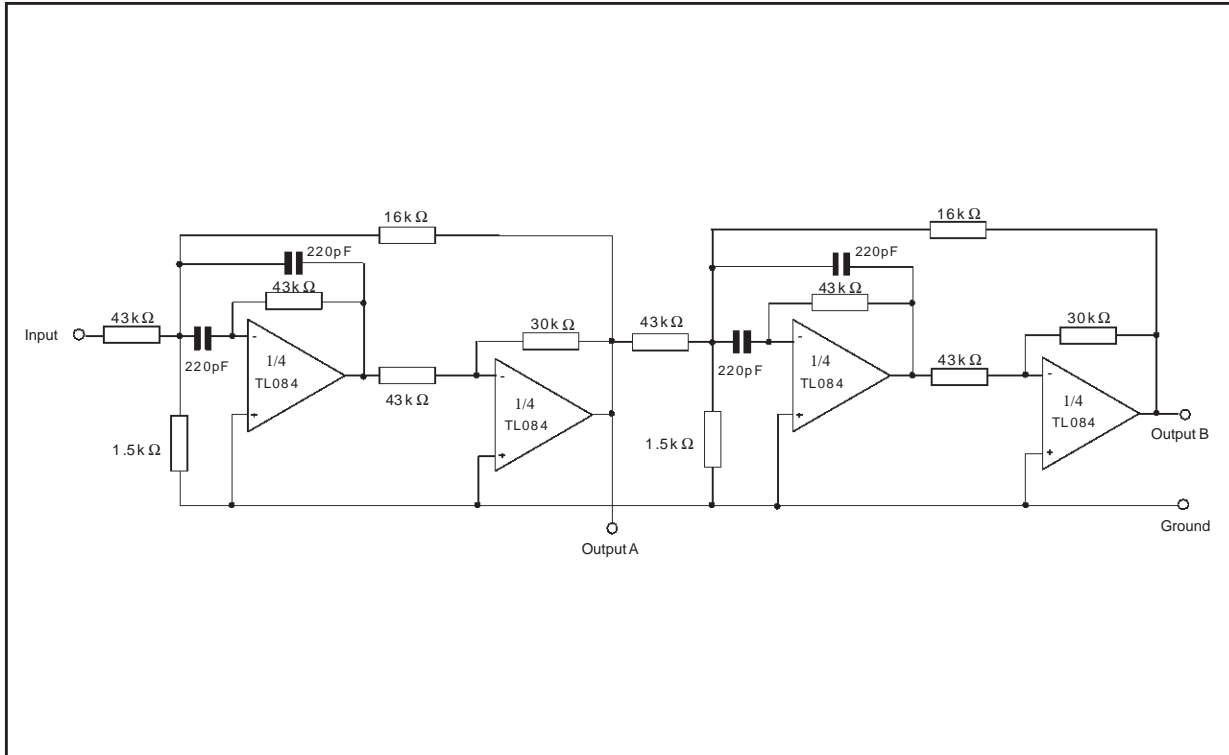 16kΩ
220pF
43kΩ
Input
43kΩ
220pF
1/4
TL084
-
+
1.5kΩ
43kΩ
30kΩ
1/4
TL084
-
+
Output A
43kΩ
16kΩ
220pF
43kΩ
220pF
1/4
TL084
-
+
1.5kΩ
43kΩ
30kΩ
1/4
TL084
-
+
Output B
Ground